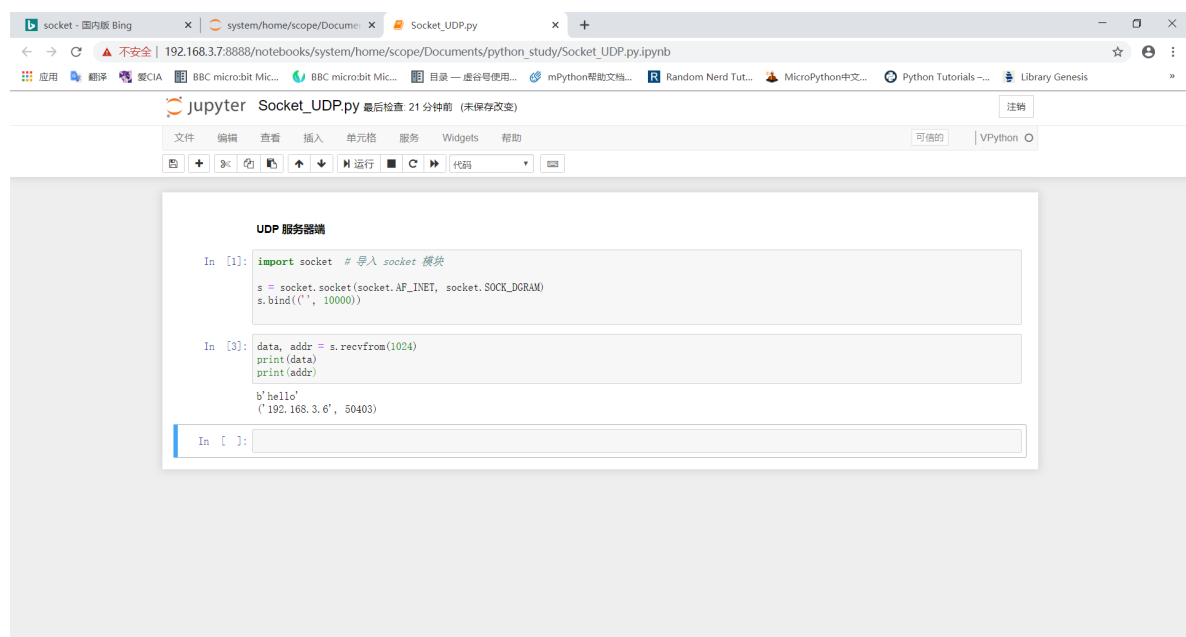 socket - 国内版 Bing
system/home/scope/Documen
Socket_UDP.py
不安全 | 192.168.3.7:8888/notebooks/system/home/scope/Documents/python_study/Socket_UDP.py.ipynb
应用 翻译 爱CIA BBC micro:bit Mic... BBC micro:bit Mic... 目录 — 虚谷号使用... mPython帮助文档... Random Nerd Tut... MicroPython中文... Python Tutorials –... Library Genesis »
jupyter Socket_UDP.py 最后检查: 21 分钟前 (未保存改变) 注销
文件 编辑 查看 插入 单元格 服务 Widgets 帮助 可信的 VPython
运行 代码
UDP 服务器端
In [1]: import socket # 导入 socket 模块
s = socket.socket(socket.AF_INET, socket.SOCK_DGRAM)
s.bind(('', 10000))
In [3]: data, addr = s.recvfrom(1024)
print(data)
print(addr)
b'hello'
('192.168.3.6', 50403)
In [ ]: